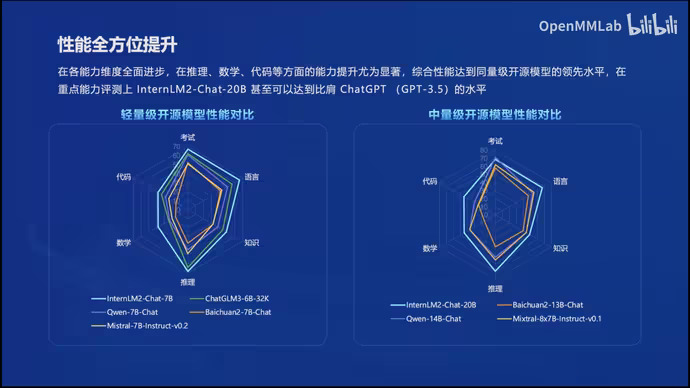 OpenMMLab bilibili
性能全方位提升
在各能力维度全面进步，在推理、数学、代码等方面的能力提升尤为显著，综合性能达到同量级开源模型的领先水平，在
重点能力评测上 InternLM2-Chat-20B 甚至可以达到比肩 ChatGPT （GPT-3.5）的水平
轻量级开源模型性能对比
考试
70
60
代码
语言
数学
知识
推理
InternLM2-Chat-7B
ChatGLM3-6B-32K
Qwen-7B-Chat
Baichuan2-7B-Chat
Mistral-7B-Instruct-v0.2
中量级开源模型性能对比
考试
80
70
60
代码
语言
数学
知识
推理
InternLM2-Chat-20B
Baichuan2-13B-Chat
Qwen-14B-Chat
Mixtral-8x7B-Instruct-v0.1